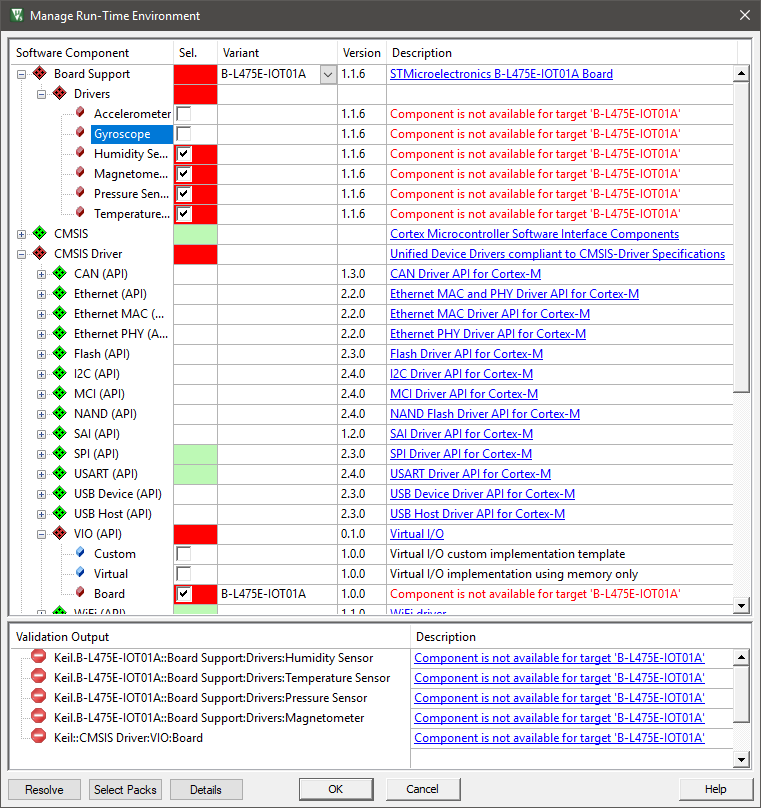 Manage Run-Time Environment
Software Component Sel. Variant Version Description
Board Support B-L475E-IOT01A 1.1.6 STMicroelectronics B-L475E-IOT01A Board
Drivers
Accelerometer 1.1.6 Component is not available for target 'B-L475E-IOT01A'
Gyroscope 1.1.6 Component is not available for target 'B-L475E-IOT01A'
Humidity Se... 1.1.6 Component is not available for target 'B-L475E-IOT01A'
Magnetome... 1.1.6 Component is not available for target 'B-L475E-IOT01A'
Pressure Sen... 1.1.6 Component is not available for target 'B-L475E-IOT01A'
Temperature... 1.1.6 Component is not available for target 'B-L475E-IOT01A'
CMSIS Cortex Microcontroller Software Interface Components
CMSIS Driver Unified Device Drivers compliant to CMSIS-Driver Specifications
CAN (API) 1.3.0 CAN Driver API for Cortex-M
Ethernet (API) 2.2.0 Ethernet MAC and PHY Driver API for Cortex-M
Ethernet MAC (... 2.2.0 Ethernet MAC Driver API for Cortex-M
Ethernet PHY (A... 2.2.0 Ethernet PHY Driver API for Cortex-M
Flash (API) 2.3.0 Flash Driver API for Cortex-M
I2C (API) 2.4.0 I2C Driver API for Cortex-M
MCI (API) 2.4.0 MCI Driver API for Cortex-M
NAND (API) 2.4.0 NAND Flash Driver API for Cortex-M
SAI (API) 1.2.0 SAI Driver API for Cortex-M
SPI (API) 2.3.0 SPI Driver API for Cortex-M
USART (API) 2.4.0 USART Driver API for Cortex-M
USB Device (API) 2.3.0 USB Device Driver API for Cortex-M
USB Host (API) 2.3.0 USB Host Driver API for Cortex-M
VIO (API) 0.1.0 Virtual I/O
Custom 1.0.0 Virtual I/O custom implementation template
Virtual 1.0.0 Virtual I/O implementation using memory only
Board B-L475E-IOT01A 1.0.0 Component is not available for target 'B-L475E-IOT01A'
WiFi (API) 1.1.0 WiFi driver
Validation Output Description
Keil.B-L475E-IOT01A::Board Support:Drivers:Humidity Sensor Component is not available for target 'B-L475E-IOT01A'
Keil.B-L475E-IOT01A::Board Support:Drivers:Temperature Sensor Component is not available for target 'B-L475E-IOT01A'
Keil.B-L475E-IOT01A::Board Support:Drivers:Pressure Sensor Component is not available for target 'B-L475E-IOT01A'
Keil.B-L475E-IOT01A::Board Support:Drivers:Magnetometer Component is not available for target 'B-L475E-IOT01A'
Keil::CMSIS Driver:VIO:Board Component is not available for target 'B-L475E-IOT01A'
Resolve Select Packs Details OK Cancel Help